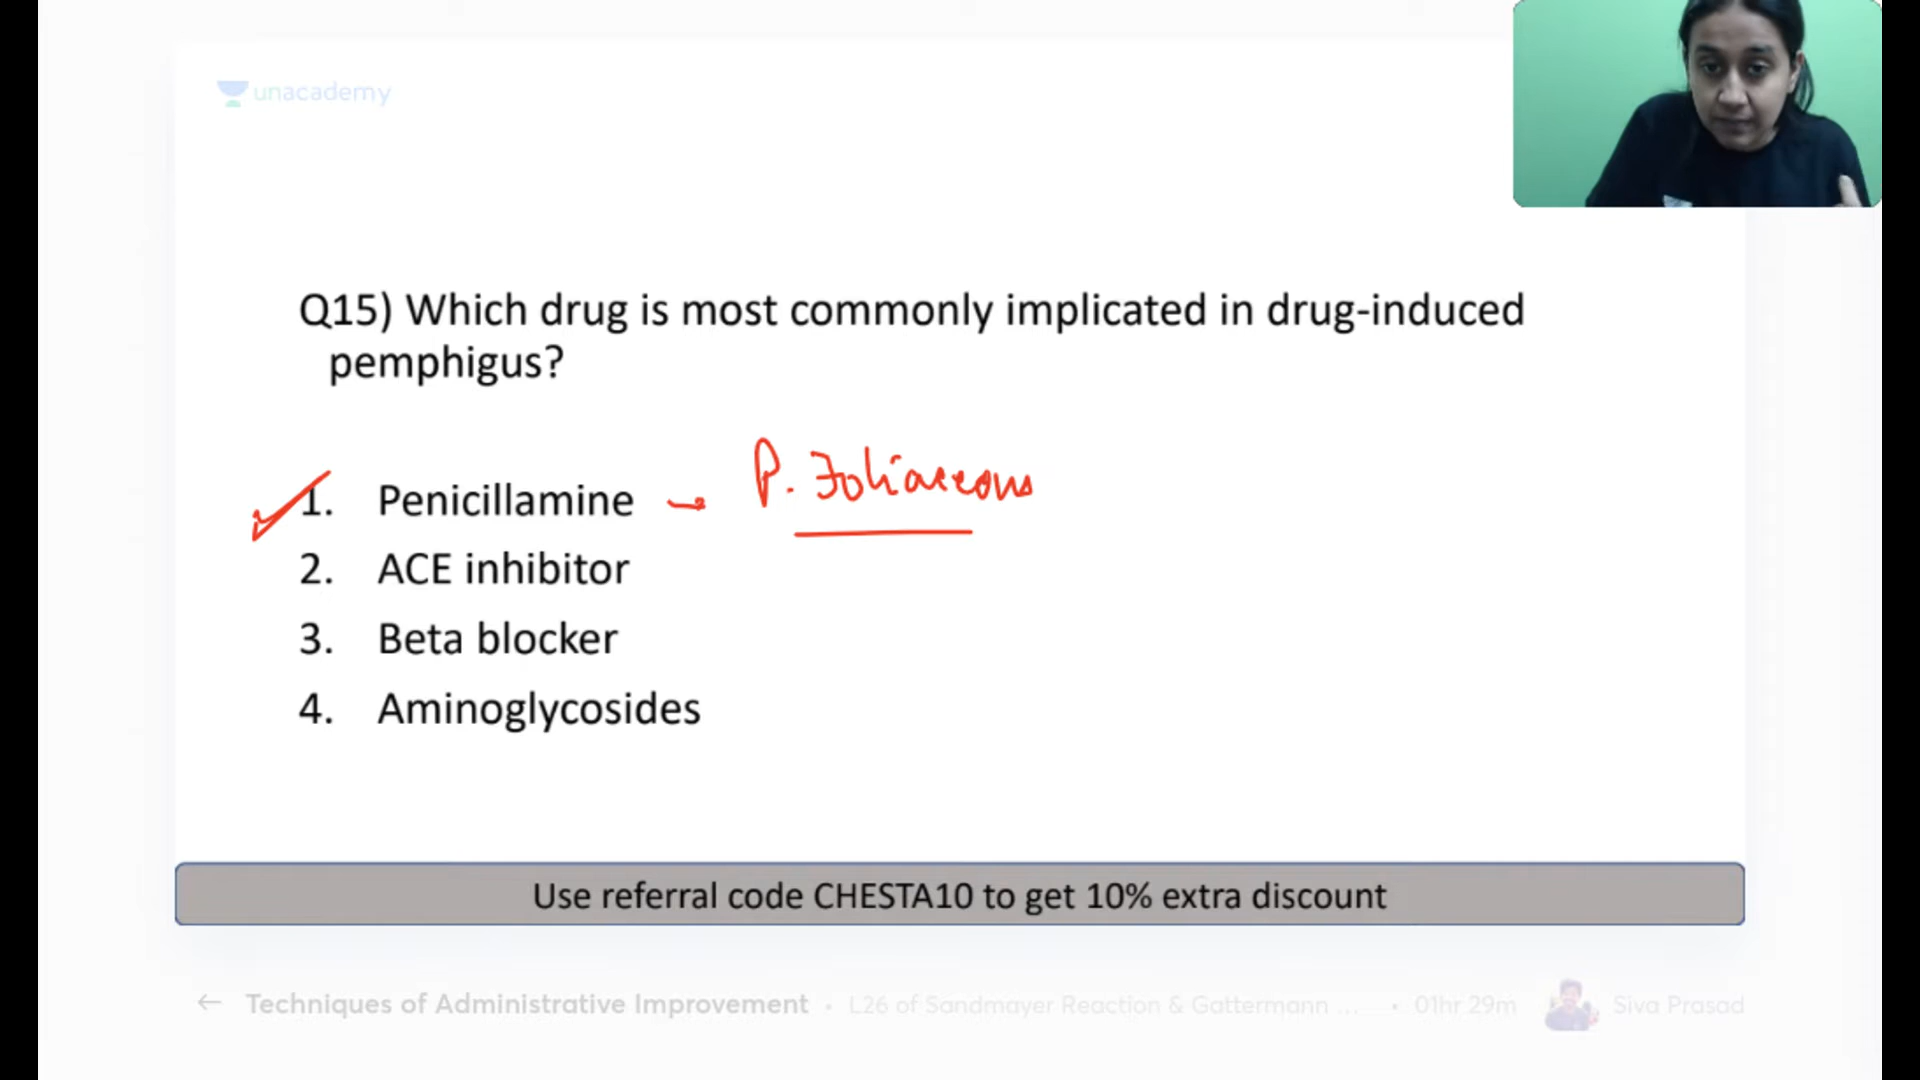 unacademy
Q15) Which drug is most commonly implicated in drug-induced
pemphigus?
1. Penicillamine → P. Foliaceous
2. ACE inhibitor
3. Beta blocker
4. Aminoglycosides
Use referral code CHESTA10 to get 10% extra discount
← Techniques of Administrative Improvement • L26 of Sandmayer Reaction & Gattermann ... • 01hr 29m Siva Prasad